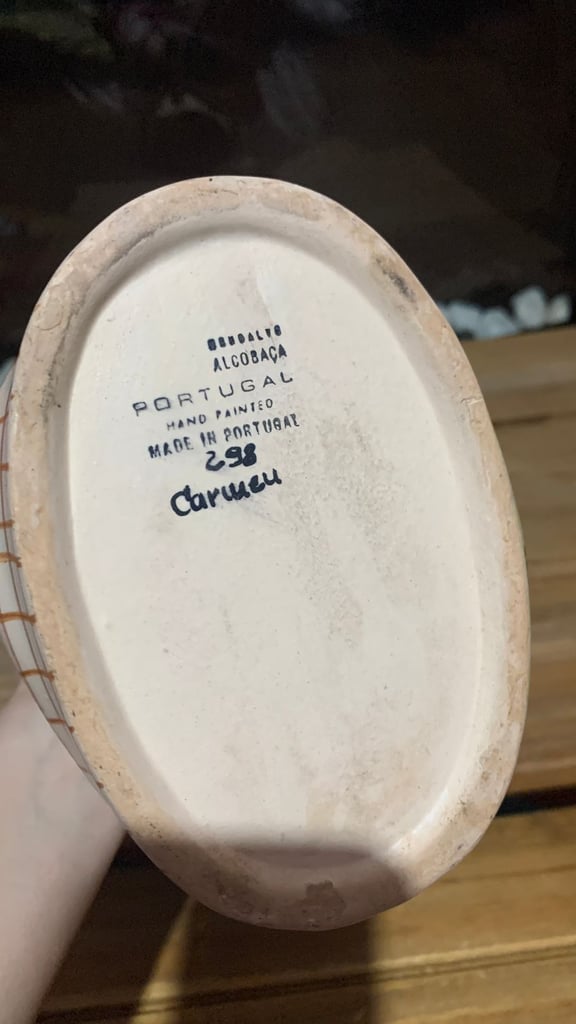 ALCOBAÇA
PORTUGAL
HAND PAINTED
MADE IN PORTUGAL
298
Carmen